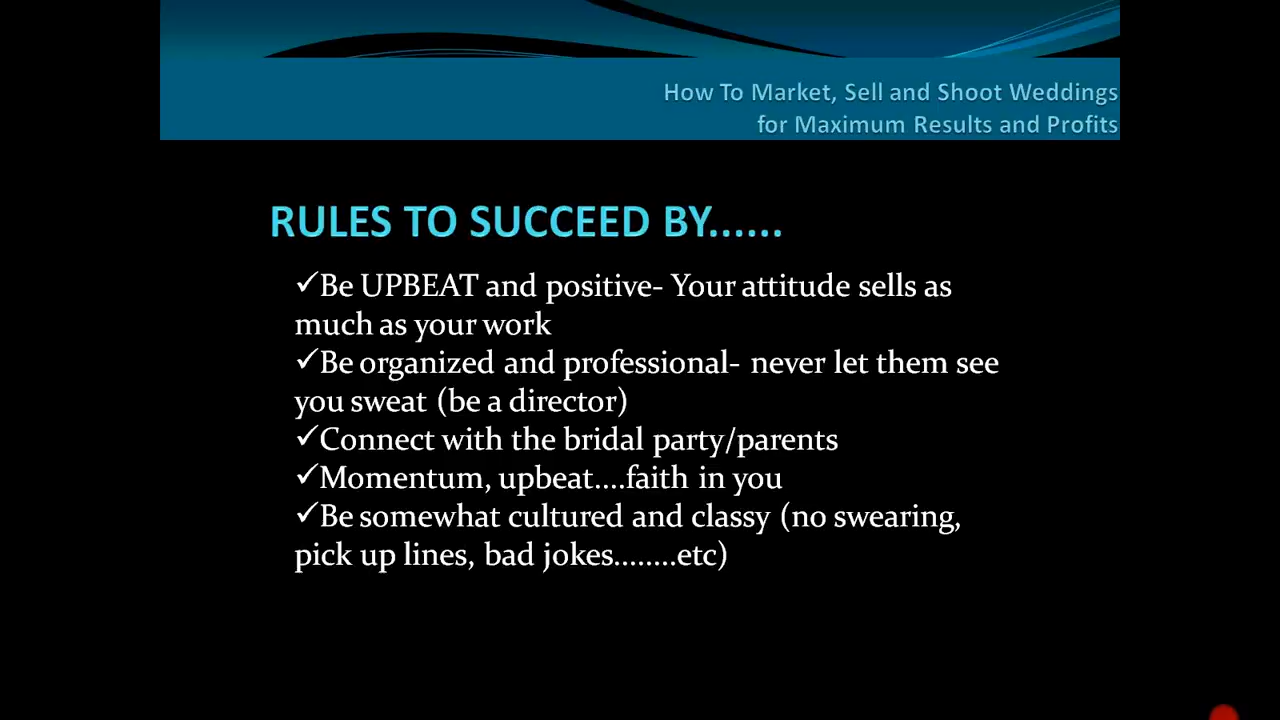 How To Market, Sell and Shoot Weddings
for Maximum Results and Profits
RULES TO SUCCEED BY......
✓Be UPBEAT and positive- Your attitude sells as
much as your work
✓Be organized and professional- never let them see
you sweat (be a director)
✓Connect with the bridal party/parents
✓Momentum, upbeat....faith in you
✓Be somewhat cultured and classy (no swearing,
pick up lines, bad jokes........etc)